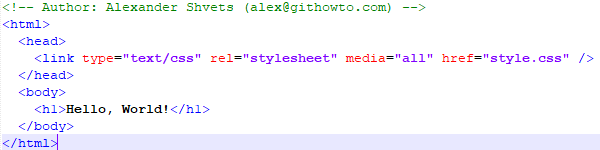 <!-- Author: Alexander Shvets (alex@githowto.com) -->
<html>
  <head>
    <link type="text/css" rel="stylesheet" media="all" href="style.css" />
  </head>
  <body>
    <h1>Hello, World!</h1>
  </body>
</html>